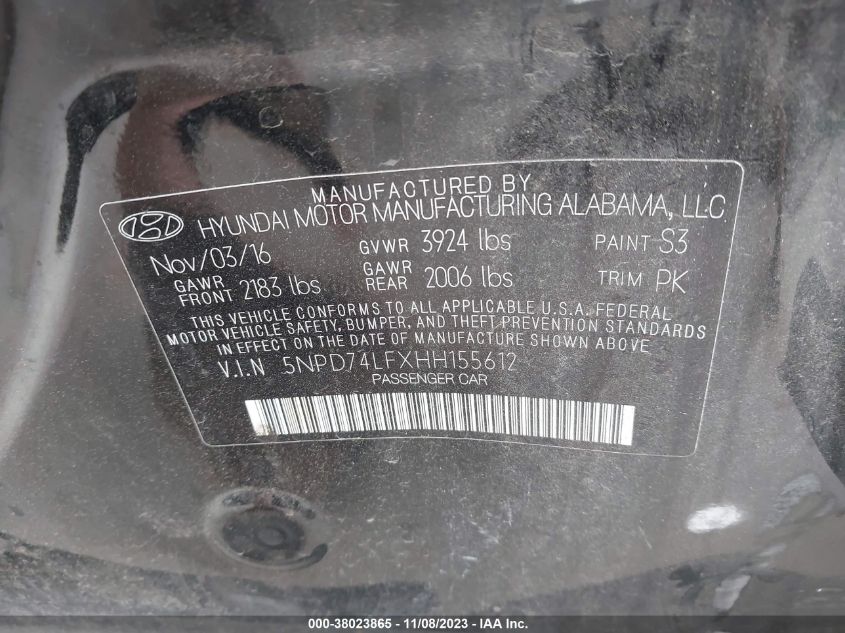 MANUFACTURED BY
HYUNDAI MOTOR MANUFACTURING ALABAMA, LLC
Nov/03/16 GVWR 3924 lbs PAINT S3
GAWR FRONT 2183 lbs GAWR REAR 2006 lbs TRIM PK
THIS VEHICLE CONFORMS TO ALL APPLICABLE U.S.A. FEDERAL
MOTOR VEHICLE SAFETY, BUMPER, AND THEFT PREVENTION STANDARDS
IN EFFECT ON THE DATE OF MANUFACTURE SHOWN ABOVE
V.I.N 5NPD74LFXHH155612
PASSENGER CAR
000-38023865 - 11/08/2023 - IAA Inc.